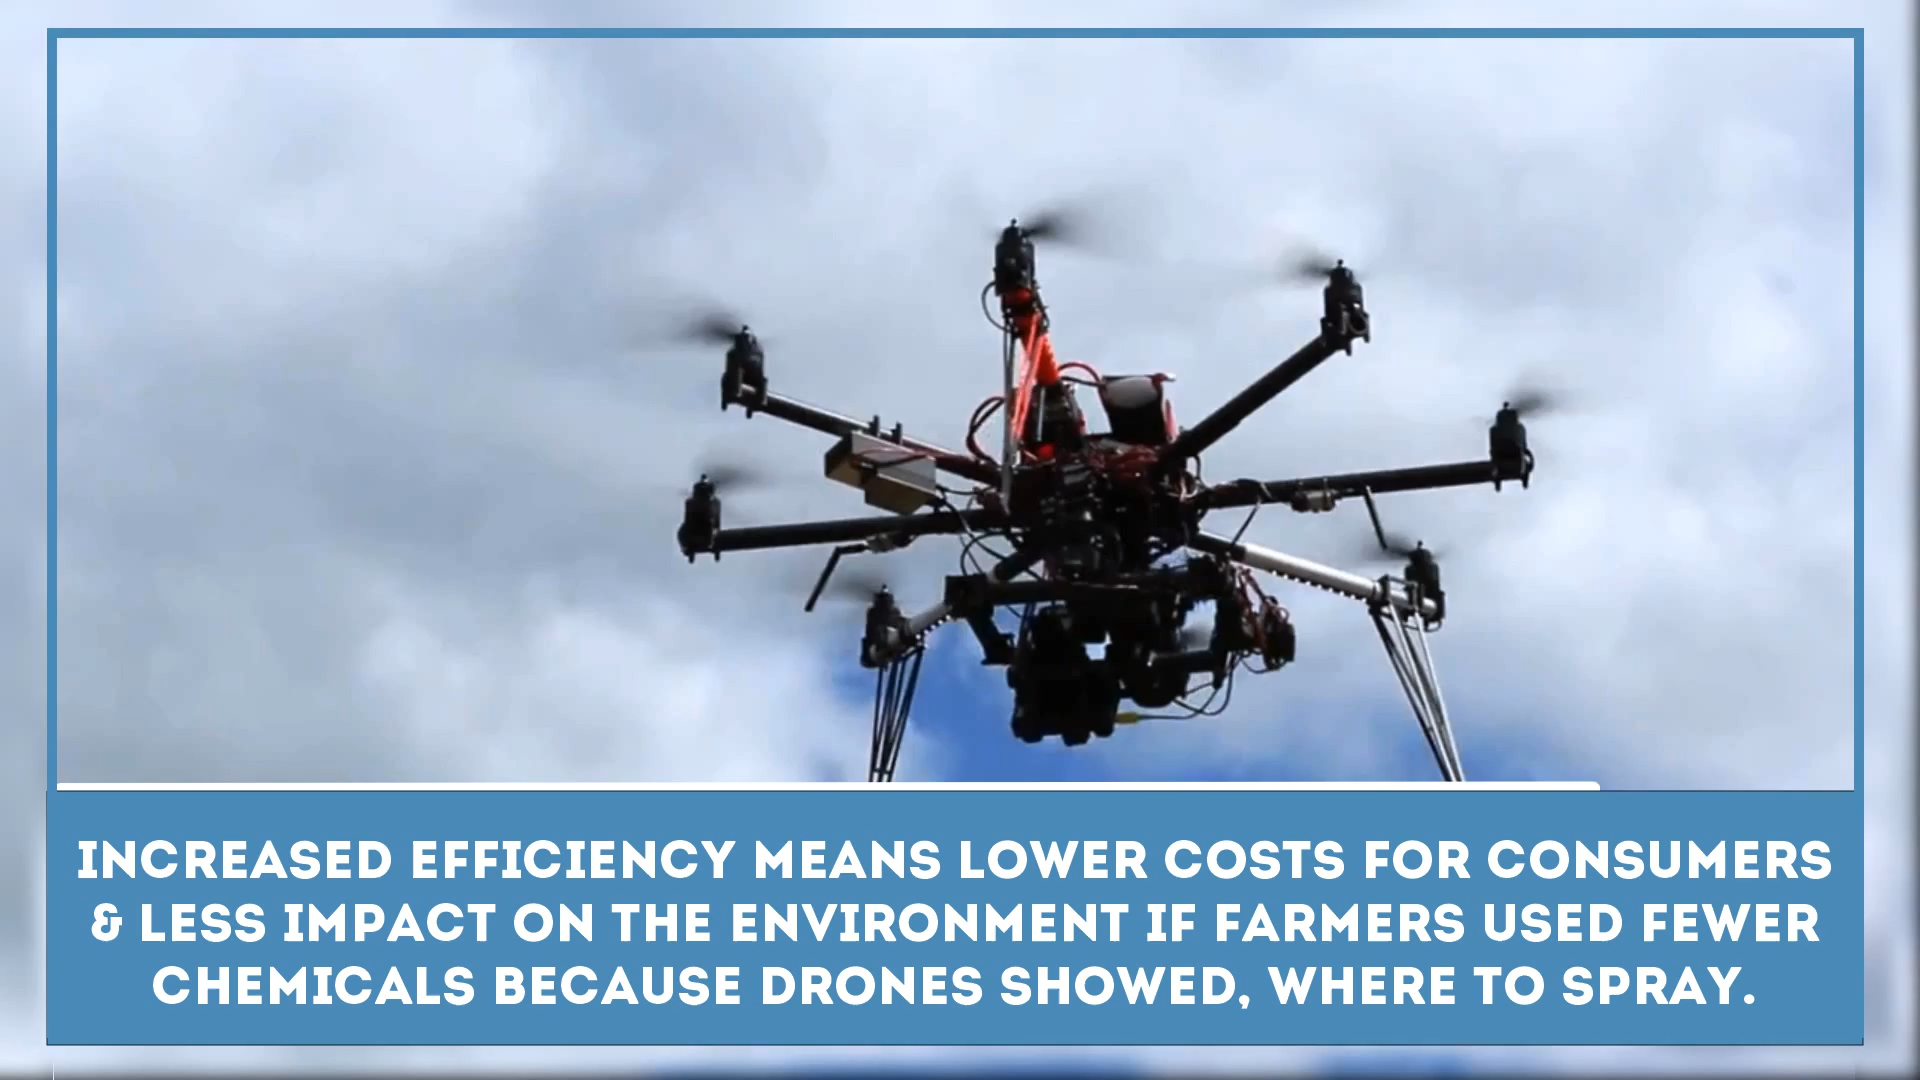 INCREASED EFFICIENCY MEANS LOWER COSTS FOR CONSUMERS
& LESS IMPACT ON THE ENVIRONMENT IF FARMERS USED FEWER
CHEMICALS BECAUSE DRONES SHOWED, WHERE TO SPRAY.